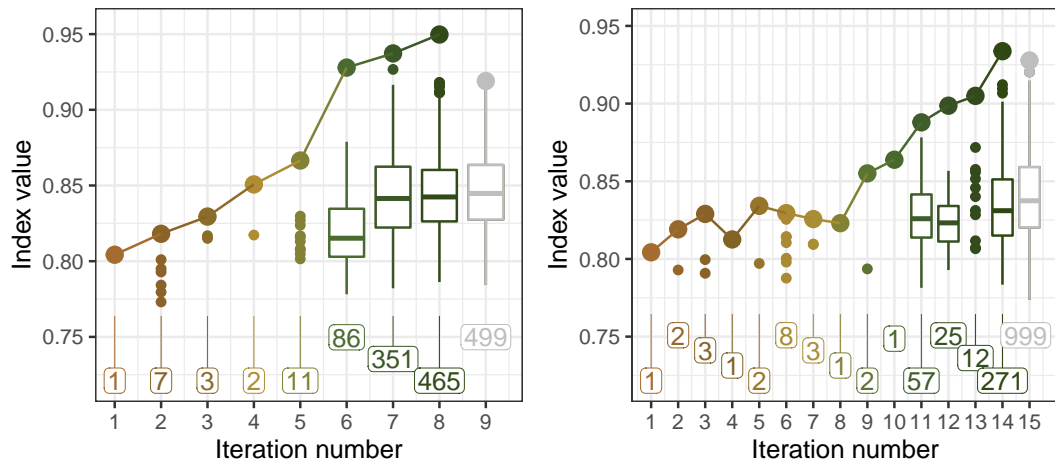 0.95
0.90
0.85
0.80
0.75
Index value
1 7 3 2 11 86 351 465 499
1 2 3 4 5 6 7 8 9
Iteration number
0.95
0.90
0.85
0.80
0.75
Index value
1 2 3 1 2 8 3 1 2 1 57 25 12 271 999
1 2 3 4 5 6 7 8 9 10 11 12 13 14 15
Iteration number